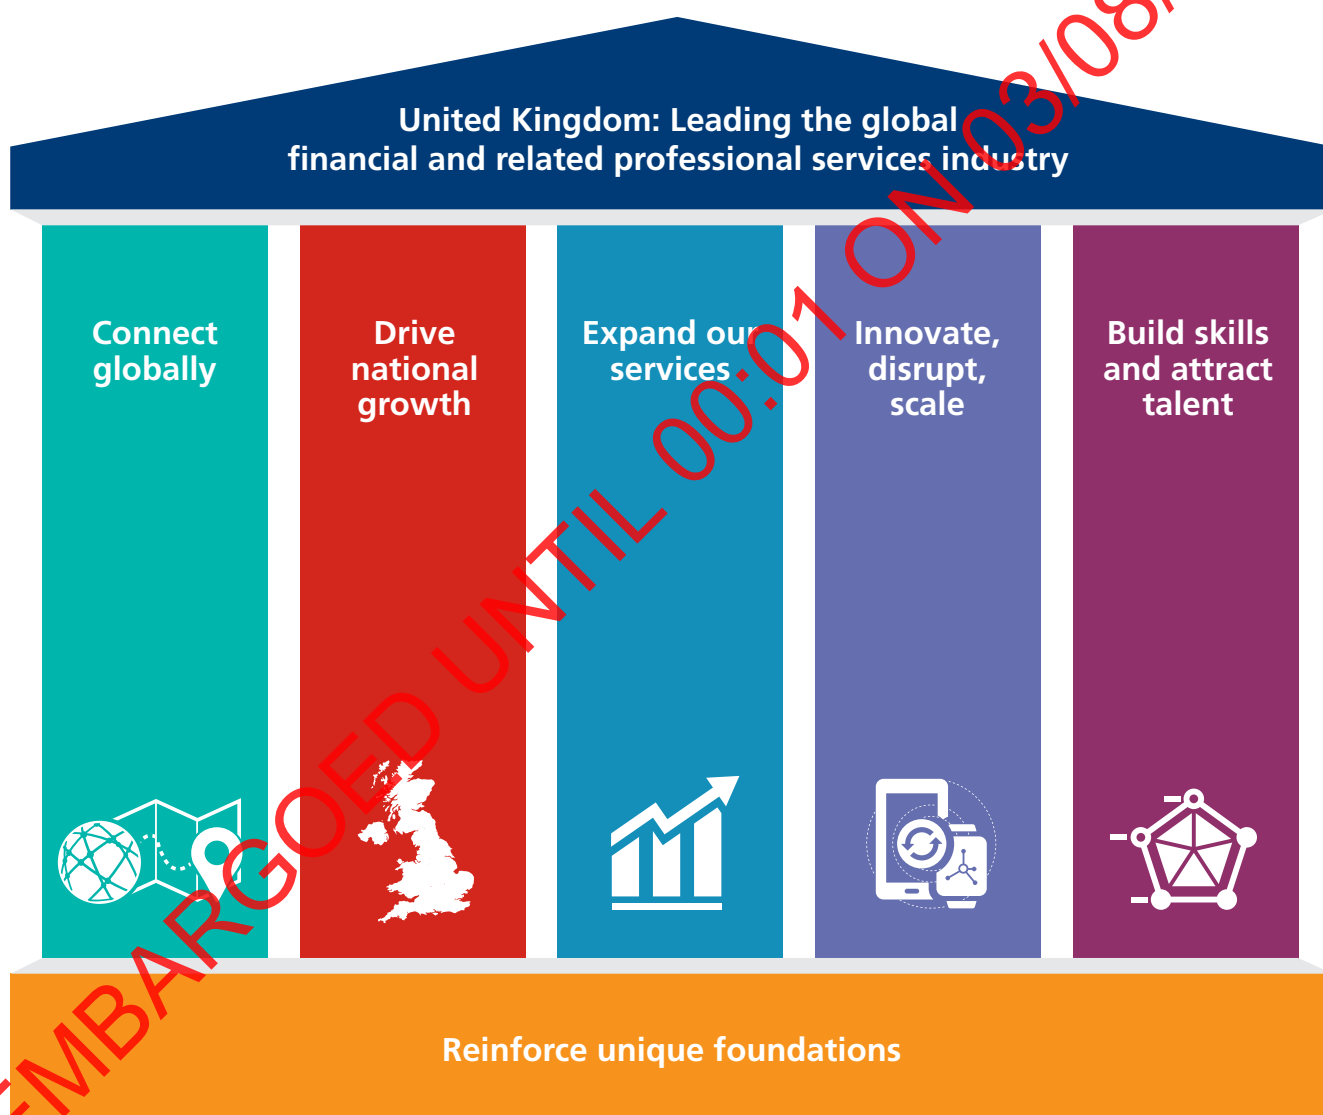 United Kingdom: Leading the global
financial and related professional services industry
Connect
globally
Drive
national
growth
Expand our
services
Innovate,
disrupt,
scale
Build skills
and attract
talent
Reinforce unique foundations
EMBARGOED UNTIL 00:01 ON 03/08/